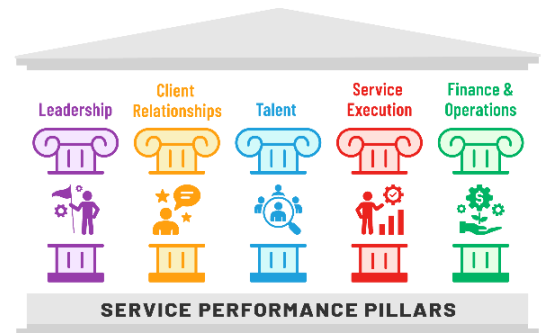 Leadership
Client
Relationships
Talent
Service
Execution
Finance &
Operations
$
SERVICE PERFORMANCE PILLARS